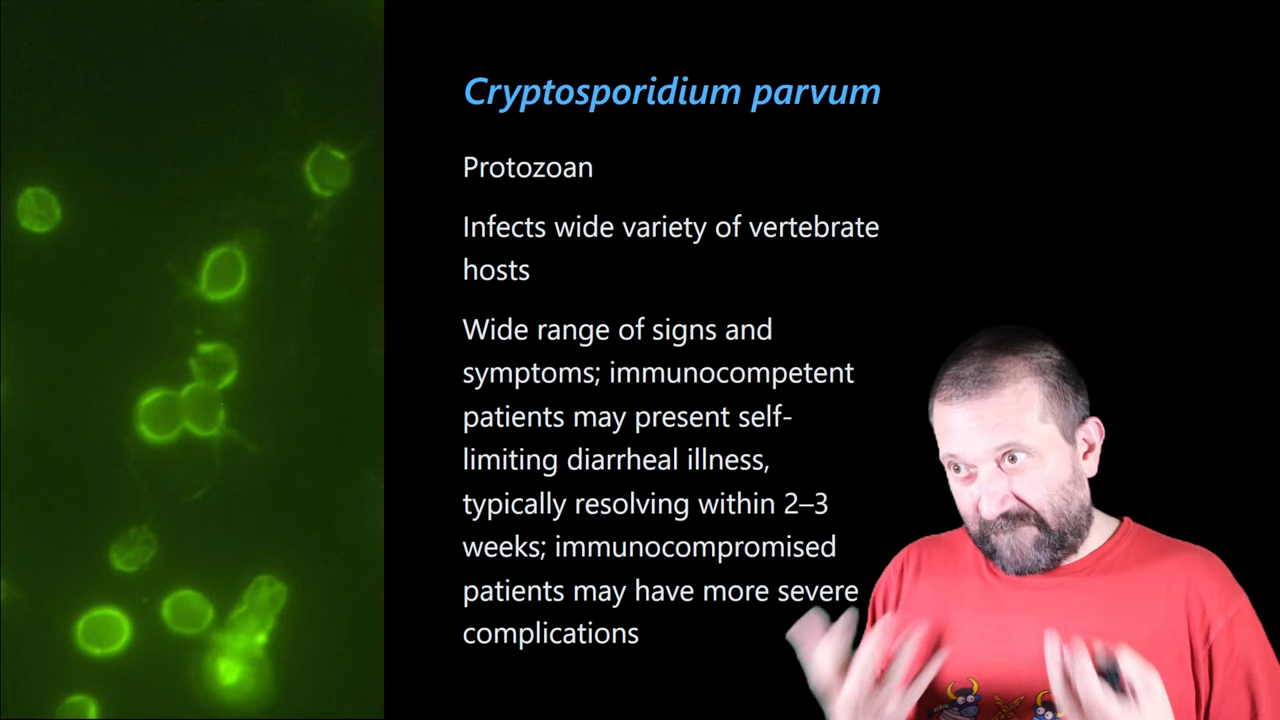 Cryptosporidium parvum
Protozoan
Infects wide variety of vertebrate
hosts
Wide range of signs and
symptoms; immunocompetent
patients may present self-
limiting diarrheal illness,
typically resolving within 2–3
weeks; immunocompromised
patients may have more severe
complications